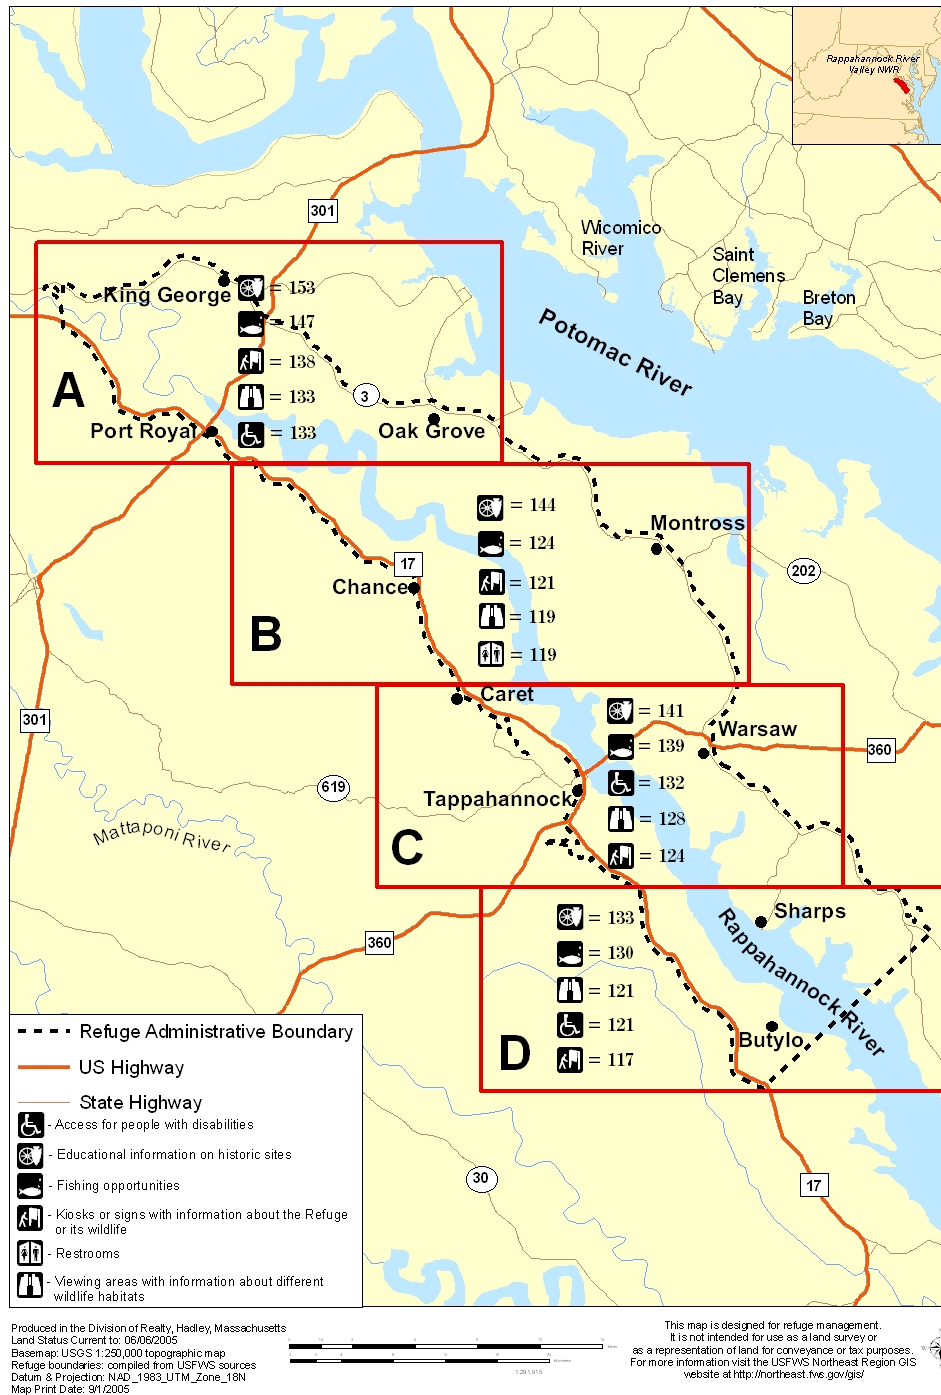 Rappahannock River
Valley NWR
301
Wicomico
River
Saint
Clemens
Bay
Breton
Bay
King George
= 153
= 147
Potomac River
= 138
A
= 133
3
Port Royal
= 133
Oak Grove
= 144
Montross
= 124
17
202
Chance
= 121
= 119
B
= 119
Caret
= 141
301
Warsaw
= 139
360
619
= 132
Tappahannock
= 128
Mattaponi River
C
= 124
Sharps
= 133
Rappahannock River
360
= 130
= 121
= 121
Butylo
D
= 117
Refuge Administrative Boundary
US Highway
State Highway
- Access for people with disabilities
- Educational information on historic sites
- Fishing opportunities
30
17
- Kiosks or signs with information about the Refuge
or its wildlife
- Restrooms
- Viewing areas with information about different
wildlife habitats
Produced in the Division of Realty, Hadley, Massachusetts
Land Status Current to: 06/06/2005
Basemap: USGS 1:250,000 topographic map
Refuge boundaries: compiled from USFWS sources
Datum & Projection: NAD_1983_UTM_Zone_18N
Map Print Date: 9/1/2005
1:291,915
This map is designed for refuge management.
It is not intended for use as a land survey or
as a representation of land for conveyance or tax purposes.
For more information visit the USFWS Northeast Region GIS
website at http://northeast.fws.gov/gis/